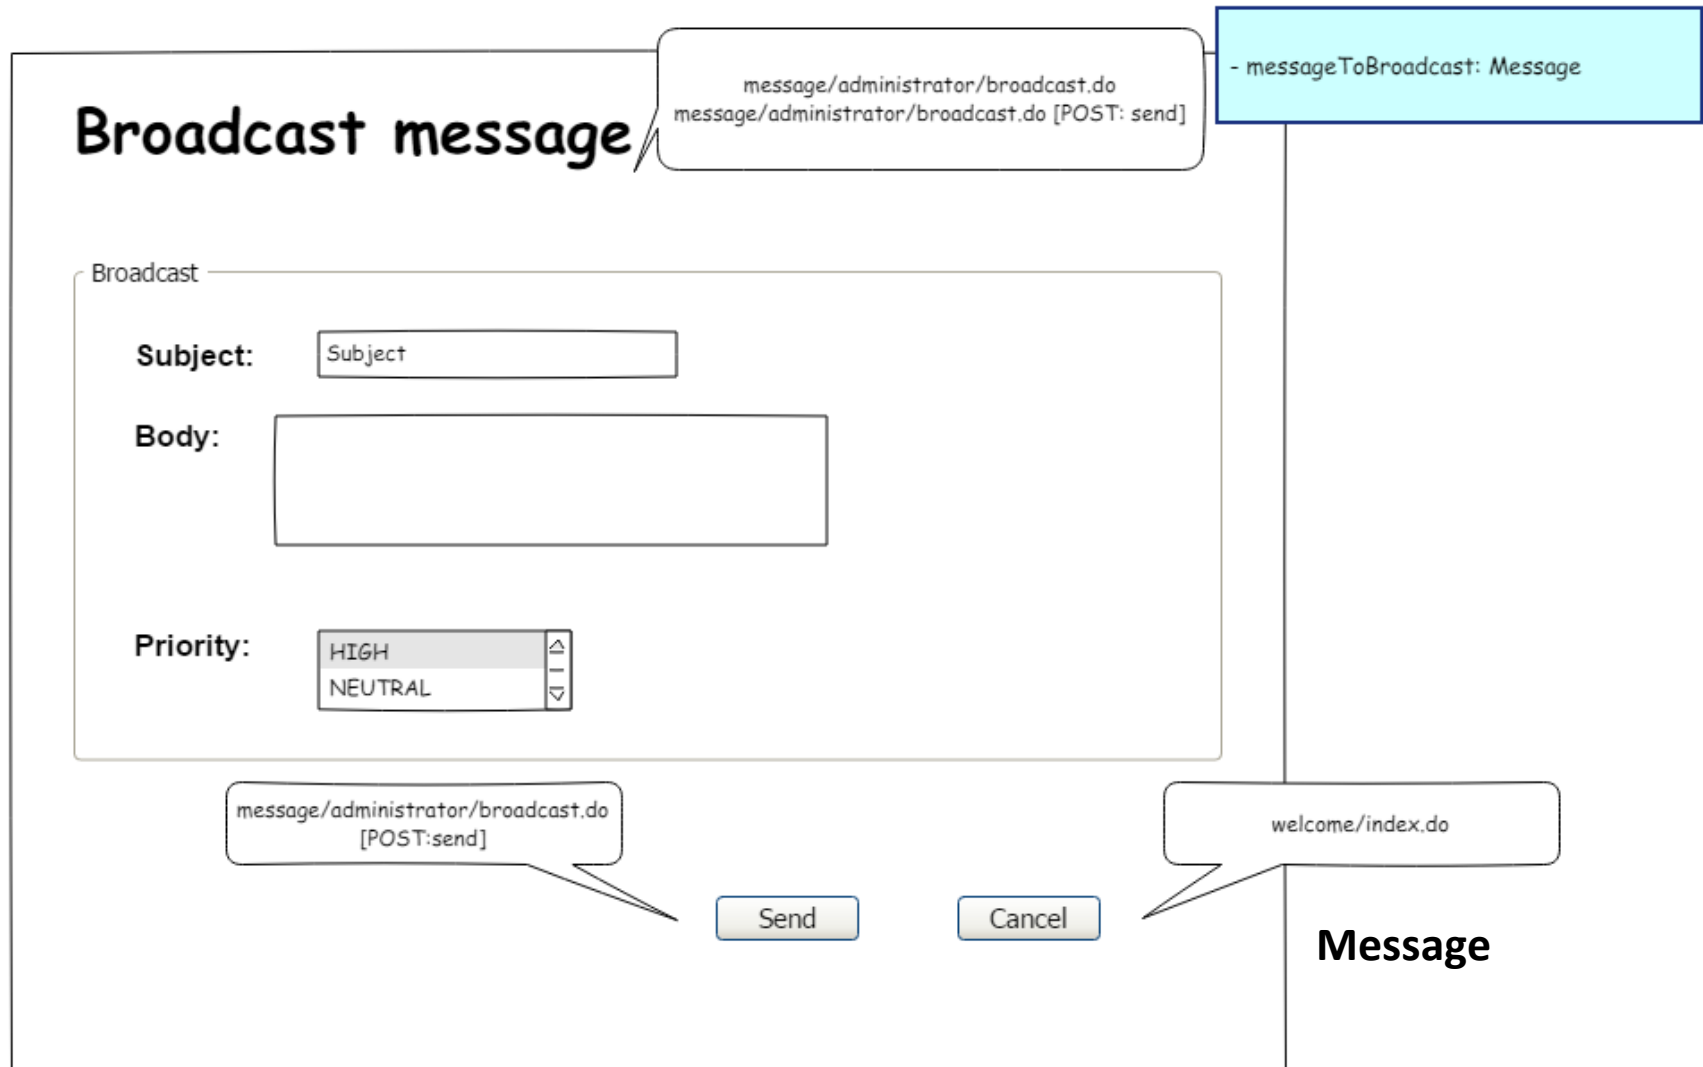 - messageToBroadcast: Message
message/administrator/broadcast.do
message/administrator/broadcast.do [POST: send]
Broadcast message
Broadcast
Subject:
Subject
Body:
Priority:
HIGH
NEUTRAL
message/administrator/broadcast.do
[POST:send]
welcome/index.do
Send
Cancel
Message